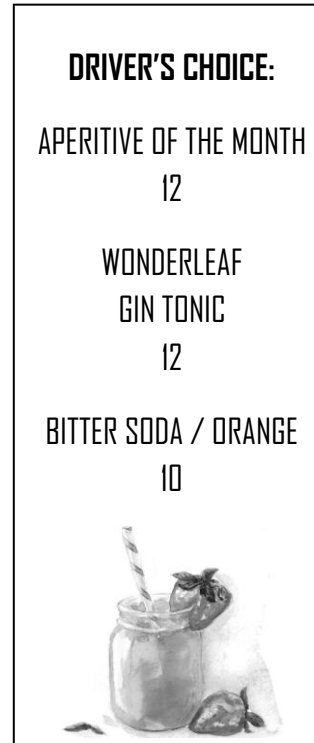 DRIVER'S CHOICE:
APERITIVE OF THE MONTH
12
WONDERLEAF
GIN TONIC
12
BITTER SODA / ORANGE
10